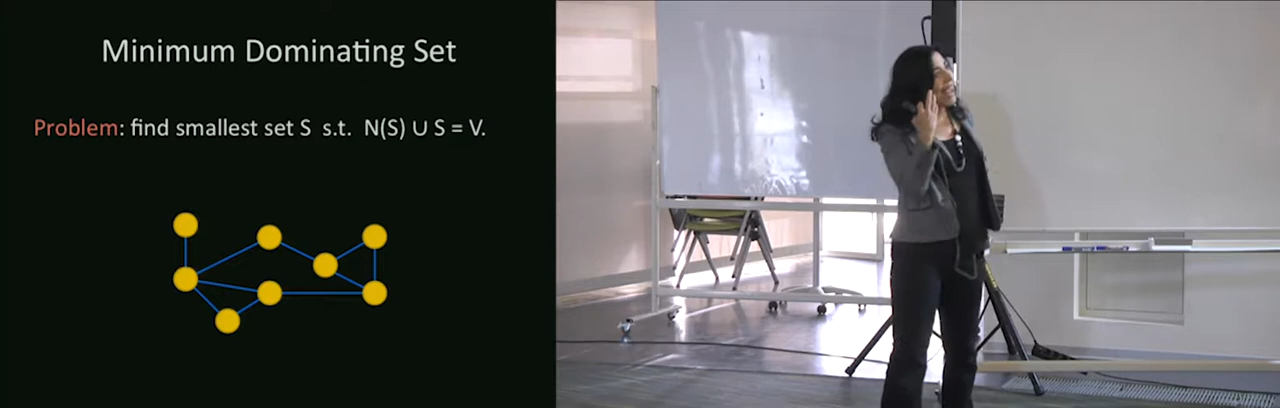 Minimum Dominating Set
Problem: find smallest set S s.t. N(S) ∪ S = V.